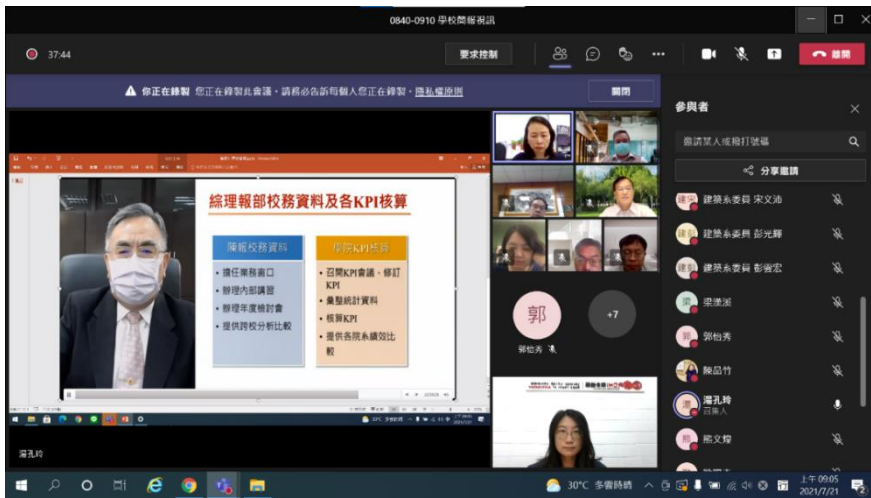 0840-0910 學校簡報視訊
37:44
要求控制
離開
你正在錄製 您正在錄製此會議，請務必告訴每個人您正在錄製。隱私權原則
關閉
綜理報部校務資料及各KPI核算
陳報校務資料
• 擔任業務窗口
• 辦理內部講習
• 辦理年度檢討會
• 提供跨校分析比較
學院KPI核算
• 召開KPI會議，修訂
KPI
• 彙整統計資料
• 核算KPI
• 提供各院系績效比
較
湯孔玲
郭
郭怡秀
+7
參與者
邀請某人或撥打號碼
分享邀請
建築系委員 宋文沛
建築系委員 彭光輝
建築系委員 彭雲宏
郭怡秀
陳品竹
湯孔玲
召集人
熊文煌
30°C 多雲時晴
上午 09:05
2021/7/21